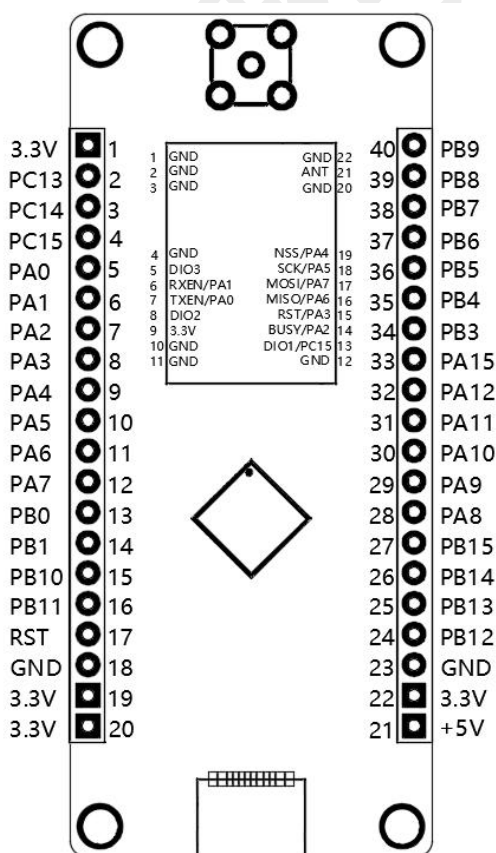 3.3V 1
PC13 2
PC14 3
PC15 4
PA0 5
PA1 6
PA2 7
PA3 8
PA4 9
PA5 10
PA6 11
PA7 12
PB0 13
PB1 14
PB10 15
PB11 16
RST 17
GND 18
3.3V 19
3.3V 20
1 GND
2 GND
3 GND
4 GND
5 DIO3
6 RXEN/PA1
7 TXEN/PA0
8 DIO2
9 3.3V
10 GND
11 GND
GND 22
ANT 21
GND 20
NSS/PA4 19
SCK/PA5 18
MOSI/PA7 17
MISO/PA6 16
RST/PA3 15
BUSY/PA2 14
DIO1/PC15 13
GND 12
40 PB9
39 PB8
38 PB7
37 PB6
36 PB5
35 PB4
34 PB3
33 PA15
32 PA12
31 PA11
30 PA10
29 PA9
28 PA8
27 PB15
26 PB14
25 PB13
24 PB12
23 GND
22 3.3V
21 +5V